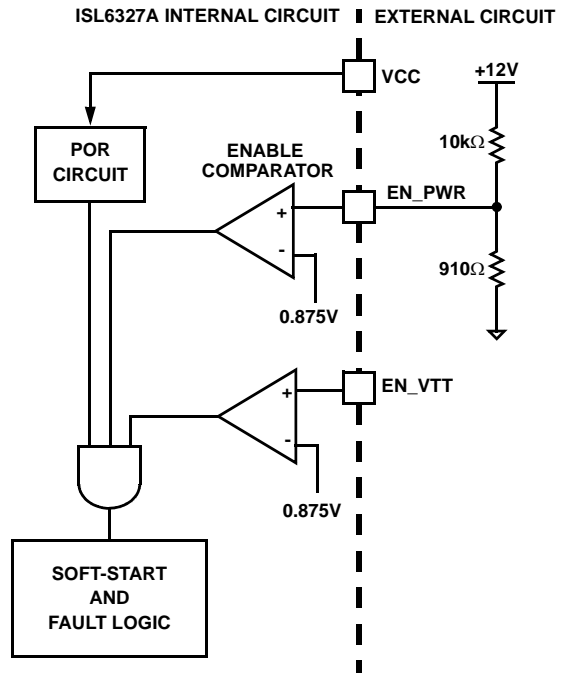 ISL6327A INTERNAL CIRCUIT
EXTERNAL CIRCUIT
VCC
+12V
POR
CIRCUIT
10kΩ
ENABLE
COMPARATOR
EN_PWR
+
-
910Ω
0.875V
EN_VTT
+
-
0.875V
SOFT-START
AND
FAULT LOGIC